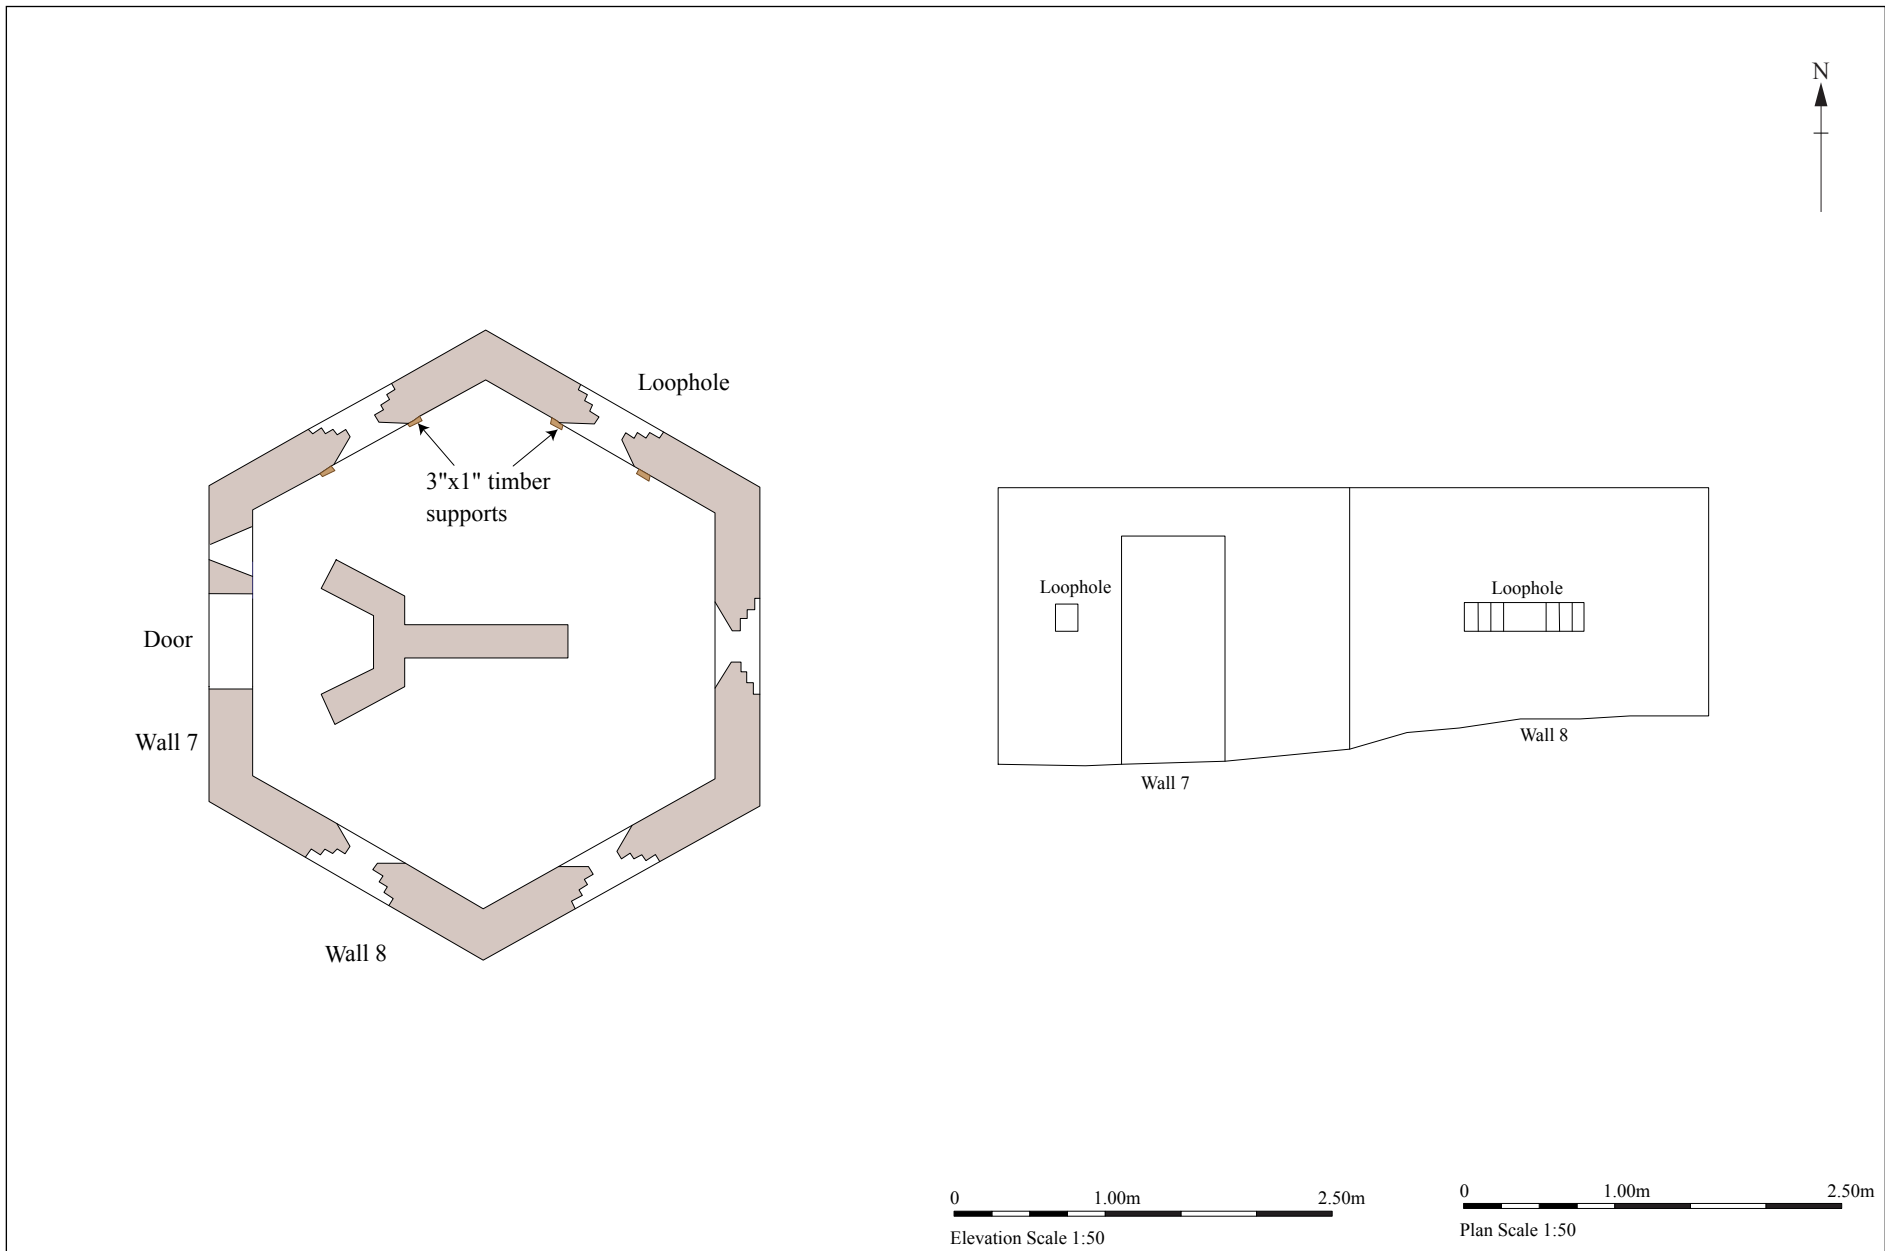 N
Loophole
3"x1" timber
supports
Door
Wall 7
Wall 8
Loophole
Loophole
Wall 7
Wall 8
0 1.00m 2.50m
Elevation Scale 1:50
0 1.00m 2.50m
Plan Scale 1:50